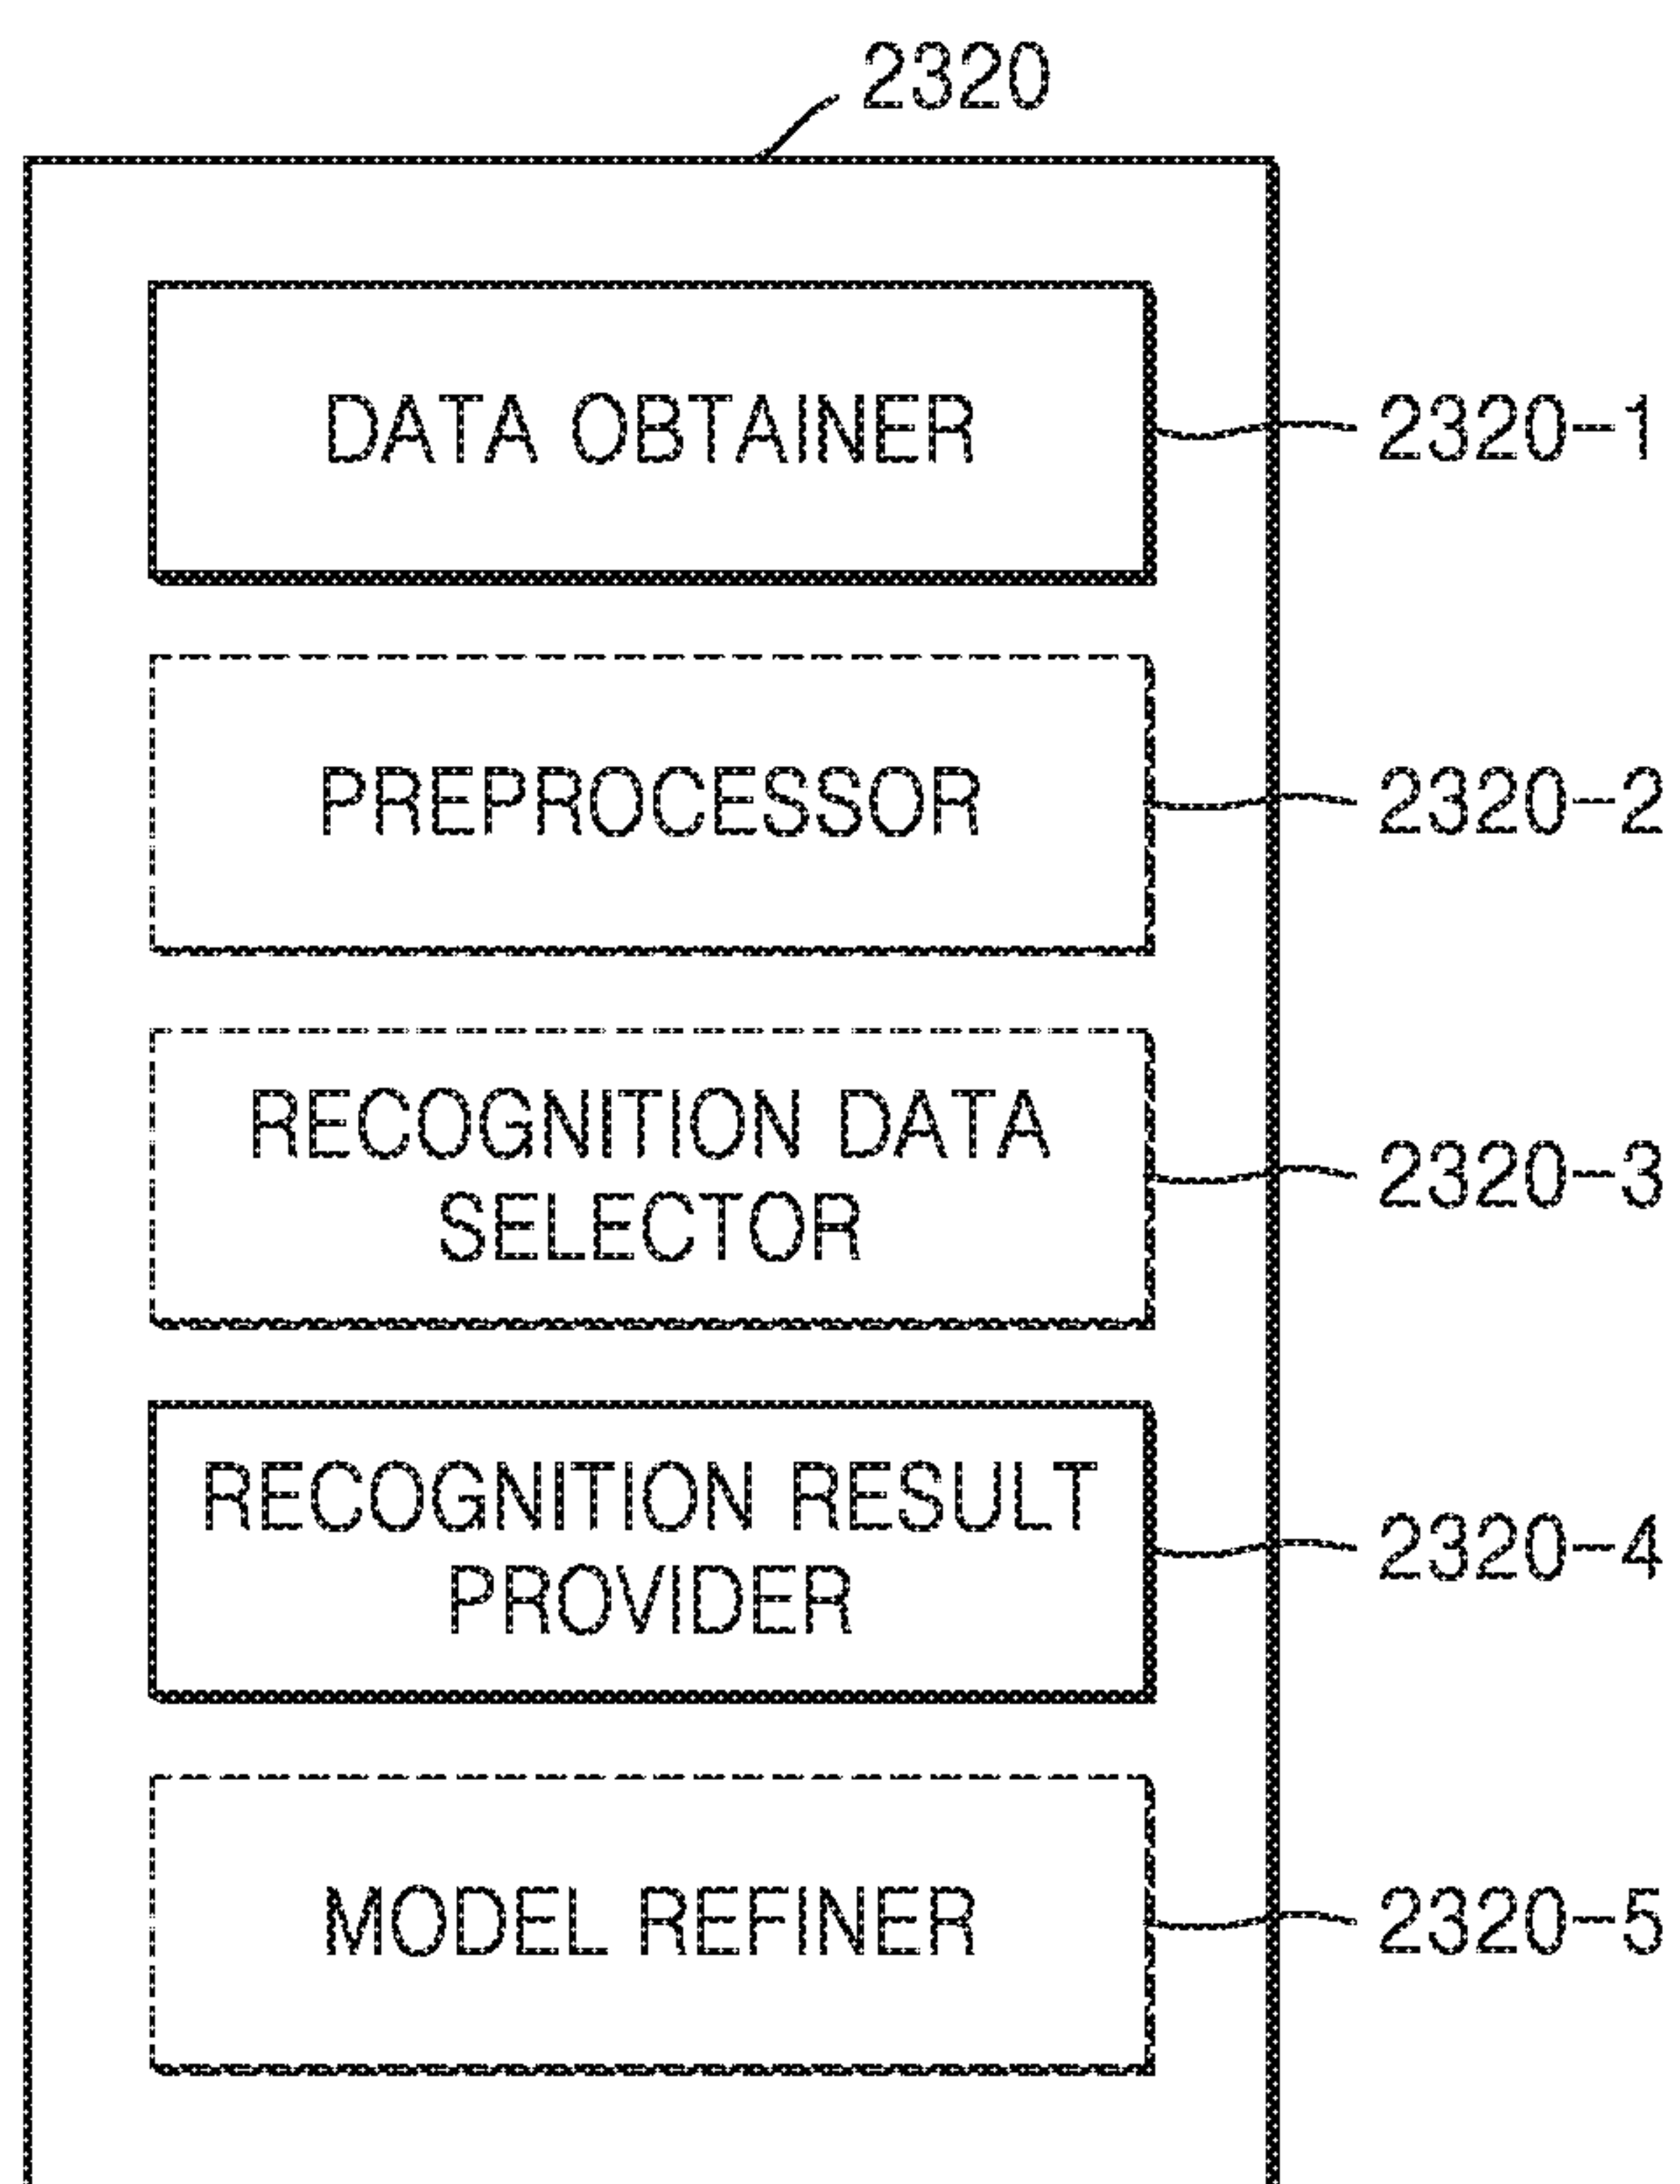 2320
DATA OBTAINER
2320-1
PREPROCESSOR
2320-2
RECOGNITION DATA
SELECTOR
2320-3
RECOGNITION RESULT
PROVIDER
2320-4
MODEL REFINER
2320-5